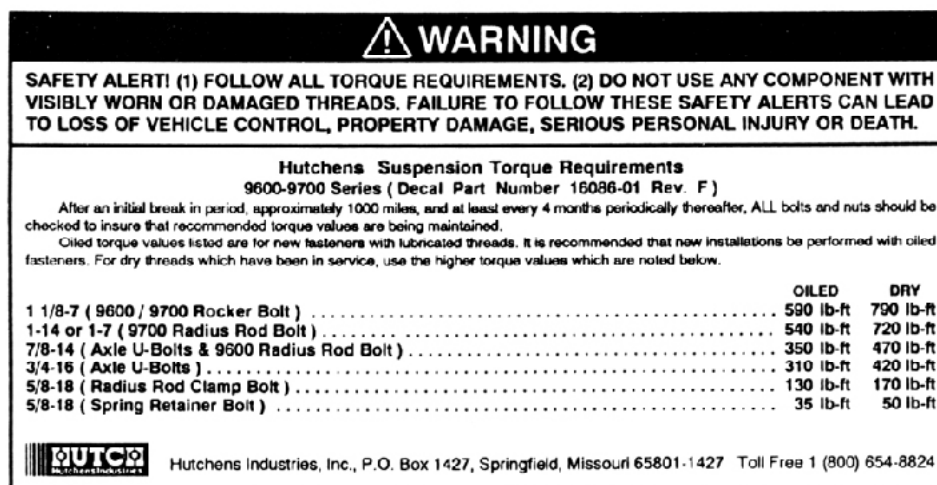 WARNING
SAFETY ALERT! (1) FOLLOW ALL TORQUE REQUIREMENTS. (2) DO NOT USE ANY COMPONENT WITH
VISIBLY WORN OR DAMAGED THREADS. FAILURE TO FOLLOW THESE SAFETY ALERTS CAN LEAD
TO LOSS OF VEHICLE CONTROL, PROPERTY DAMAGE, SERIOUS PERSONAL INJURY OR DEATH.
Hutchens Suspension Torque Requirements
9600-9700 Series ( Decal Part Number 16086-01 Rev. F )
After an initial break in period, approximately 1000 miles, and at least every 4 months periodically thereafter, ALL bolts and nuts should be
checked to insure that recommended torque values are being maintained.
Oiled torque values listed are for new fasteners with lubricated threads. It is recommended that new installations be performed with oiled
fasteners. For dry threads which have been in service, use the higher torque values which are noted below.
OILED DRY
1 1/8-7 ( 9600 / 9700 Rocker Bolt ) 590 lb-ft 790 lb-ft
1-14 or 1-7 ( 9700 Radius Rod Bolt ) 540 lb-ft 720 lb-ft
7/8-14 ( Axle U-Bolts & 9600 Radius Rod Bolt ) 350 lb-ft 470 lb-ft
3/4-16 ( Axle U-Bolts ) 310 lb-ft 420 lb-ft
5/8-18 ( Radius Rod Clamp Bolt ) 130 lb-ft 170 lb-ft
5/8-18 ( Spring Retainer Bolt ) 35 lb-ft 50 lb-ft
HUTCH
Hutchens Industries
Hutchens Industries, Inc., P.O. Box 1427, Springfield, Missouri 65801-1427 Toll Free 1 (800) 654-8824